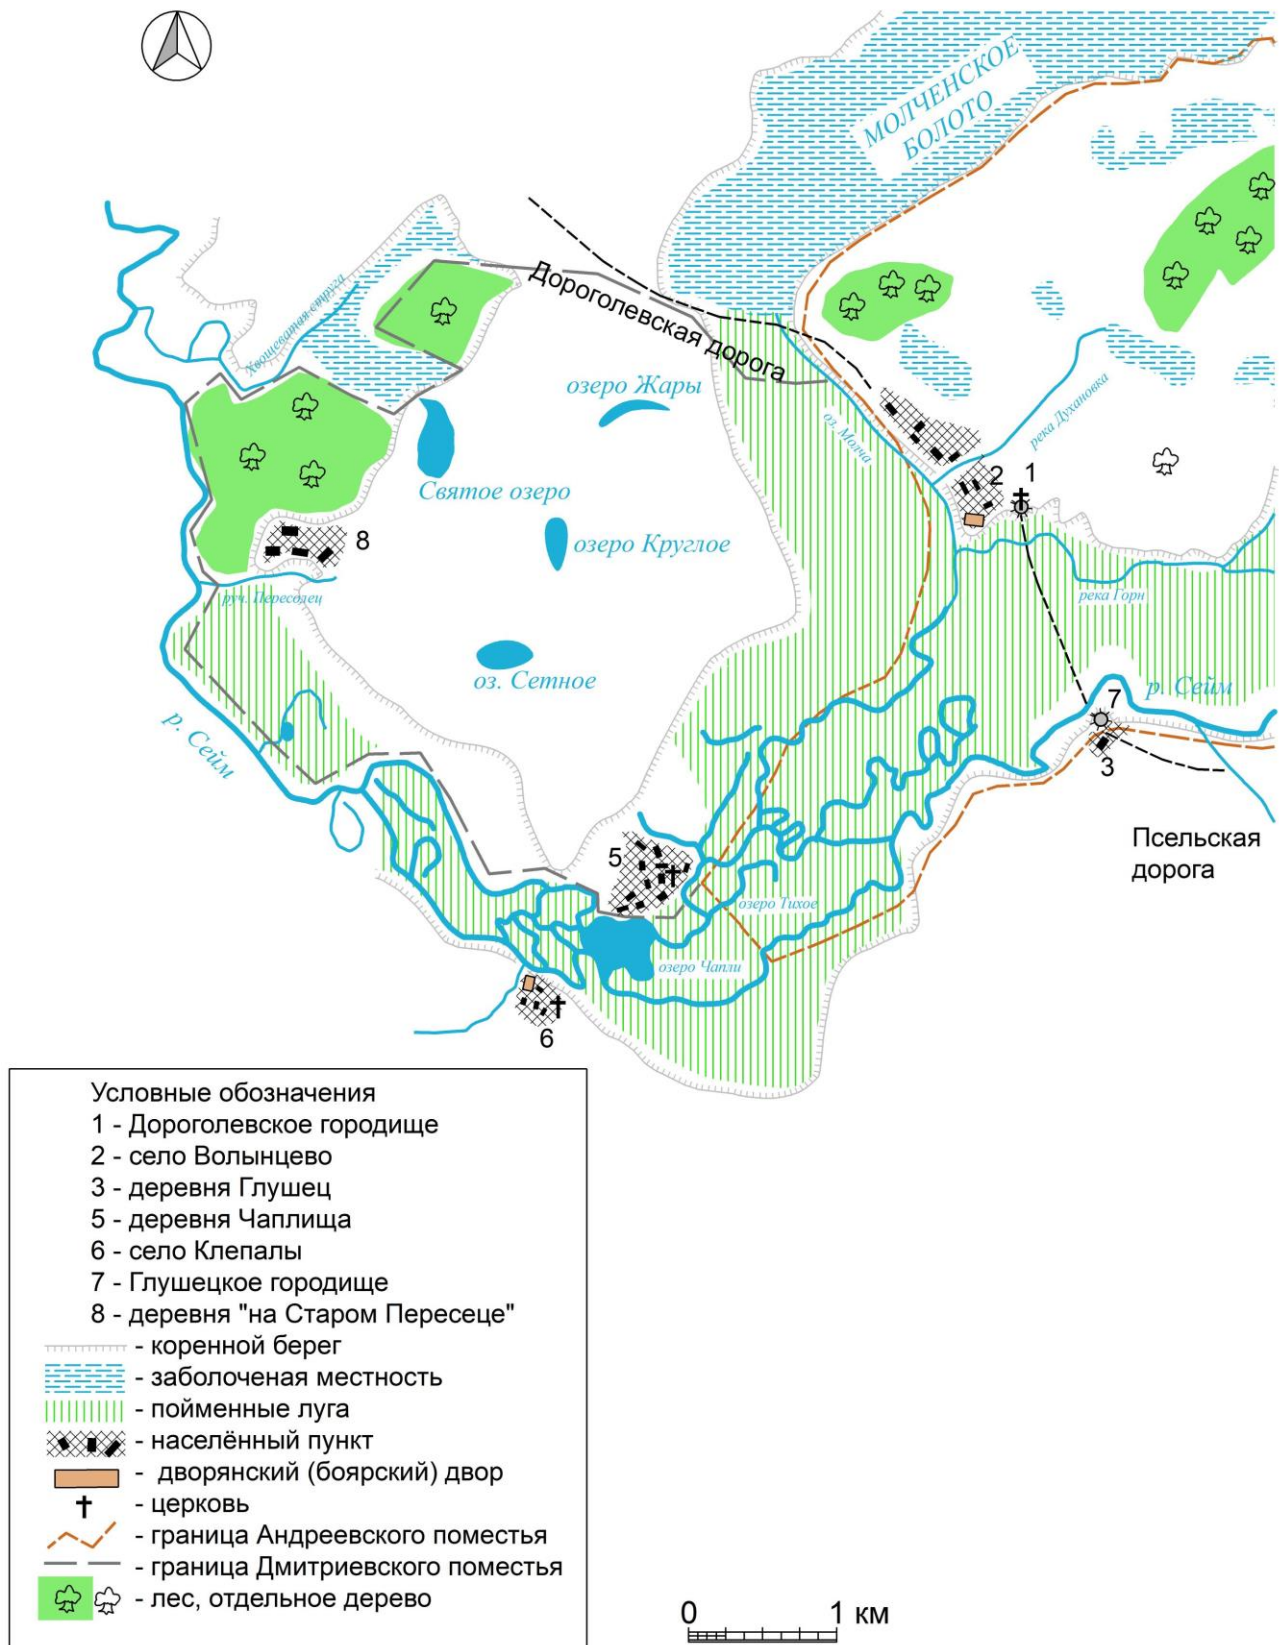 МОЛЧЕНСКОЕ
БОЛОТО
Дороголевская дорога
Хвощеватая струга
озеро Жары
оз. Молча
река Духановка
Святое озеро
2
1
озеро Круглое
8
руч. Пересодец
река Горн
оз. Сетное
р. Сейм
р. Сейм
7
3
Псельская
дорога
5
озеро Тихое
озеро Чапли
6
Условные обозначения
1 - Дороголевское городище
2 - село Волынцево
3 - деревня Глушец
5 - деревня Чаплища
6 - село Клепалы
7 - Глушецкое городище
8 - деревня "на Старом Пересеце"
- коренной берег
- заболоченая местность
- пойменные луга
- населённый пункт
- дворянский (боярский) двор
- церковь
- граница Андреевского поместья
- граница Дмитриевского поместья
- лес, отдельное дерево
0 1 км